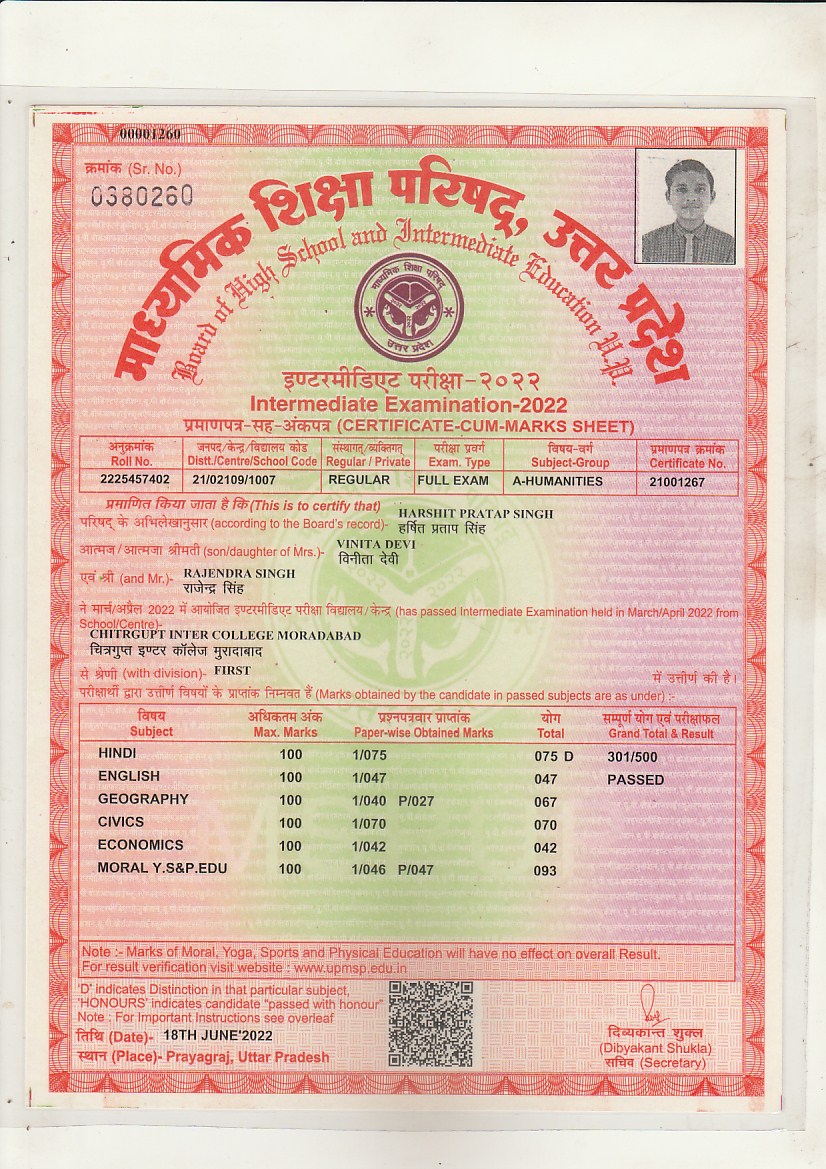 00001260
क्रमांक (Sr. No.)
0380260
माध्यमिक शिक्षा परिषद्, उत्तर प्रदेश
Board of High School and Intermediate Education U.P.
माध्यमिक शिक्षा परिषद
उत्तर प्रदेश
इण्टरमीडिएट परीक्षा-२०२२
Intermediate Examination-2022
प्रमाणपत्र-सह-अंकपत्र (CERTIFICATE-CUM-MARKS SHEET)
अनुक्रमांक जनपद/केन्द्र/विद्यालय कोड संस्थागत/व्यक्तिगत परीक्षा प्रवर्ग विषय-वर्ग प्रमाणपत्र क्रमांक
Roll No. Distt./Centre/School Code Regular / Private Exam. Type Subject-Group Certificate No.
2225457402 21/02109/1007 REGULAR FULL EXAM A-HUMANITIES 21001267
प्रमाणित किया जाता है कि (This is to certify that) HARSHIT PRATAP SINGH
परिषद् के अभिलेखानुसार (according to the Board's record)- हर्षित प्रताप सिंह
VINITA DEVI
आत्मज/आत्मजा श्रीमती (son/daughter of Mrs.)- विनीता देवी
एवं श्री (and Mr.)- RAJENDRA SINGH
राजेन्द्र सिंह
ने मार्च/अप्रैल 2022 में आयोजित इण्टरमीडिएट परीक्षा विद्यालय/केन्द्र (has passed Intermediate Examination held in March/April 2022 from
School/Centre)-
CHITRGUPT INTER COLLEGE MORADABAD
चित्रगुप्त इण्टर कॉलेज मुरादाबाद
से श्रेणी (with division)- FIRST में उत्तीर्ण की है।
परीक्षार्थी द्वारा उत्तीर्ण विषयों के प्राप्तांक निम्नवत हैं (Marks obtained by the candidate in passed subjects are as under) :-
विषय अधिकतम अंक प्रश्नपत्रवार प्राप्तांक योग सम्पूर्ण योग एवं परीक्षाफल
Subject Max. Marks Paper-wise Obtained Marks Total Grand Total & Result
HINDI 100 1/075 075 D 301/500
ENGLISH 100 1/047 047 PASSED
GEOGRAPHY 100 1/040 P/027 067
CIVICS 100 1/070 070
ECONOMICS 100 1/042 042
MORAL Y.S&P.EDU 100 1/046 P/047 093
Note :- Marks of Moral, Yoga, Sports and Physical Education will have no effect on overall Result.
For result verification visit website : www.upmsp.edu.in
'D' indicates Distinction in that particular subject,
'HONOURS' indicates candidate "passed with honour"
Note : For Important Instructions see overleaf
तिथि (Date)- 18TH JUNE'2022
स्थान (Place)- Prayagraj, Uttar Pradesh
दिव्यकान्त शुक्ल
(Dibyakant Shukla)
सचिव (Secretary)